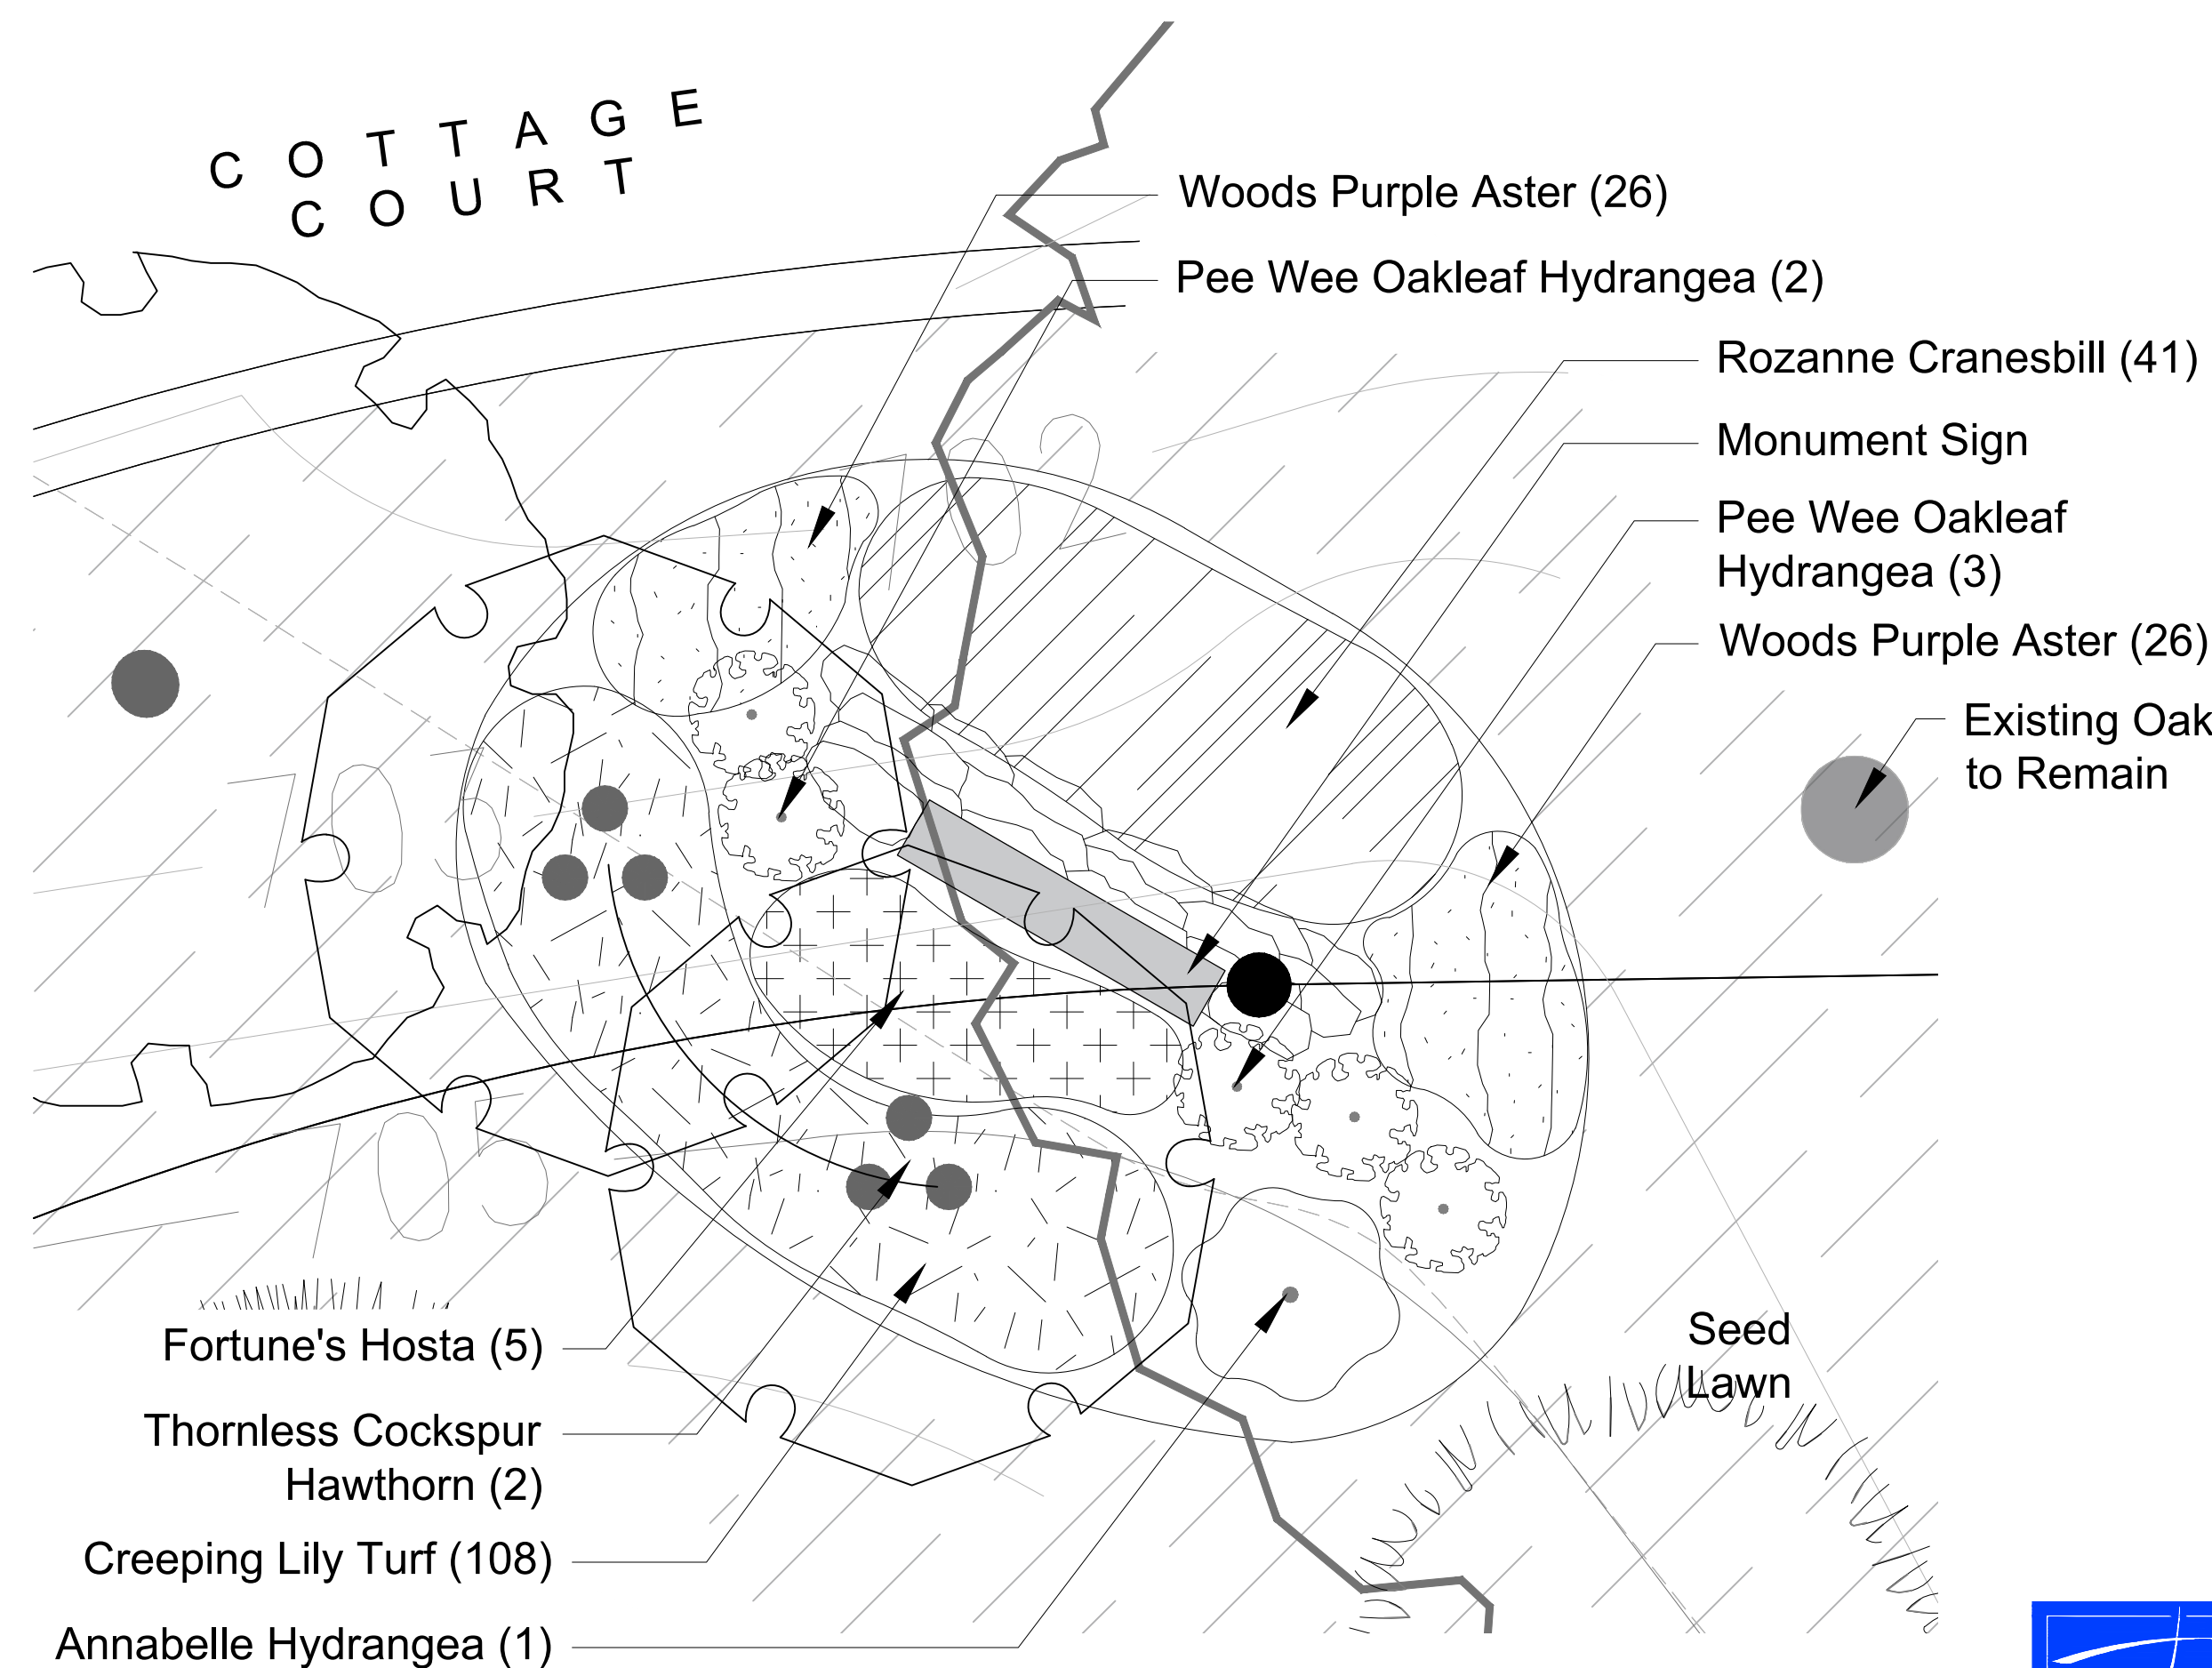 COTTAGE
COURT
Woods Purple Aster (26)
Pee Wee Oakleaf Hydrangea (2)
Rozanne Cranesbill (41)
Monument Sign
Pee Wee Oakleaf
Hydrangea (3)
Woods Purple Aster (26)
Existing Oak
to Remain
Seed
Lawn
Fortune's Hosta (5)
Thornless Cockspur
Hawthorn (2)
Creeping Lily Turf (108)
Annabelle Hydrangea (1)